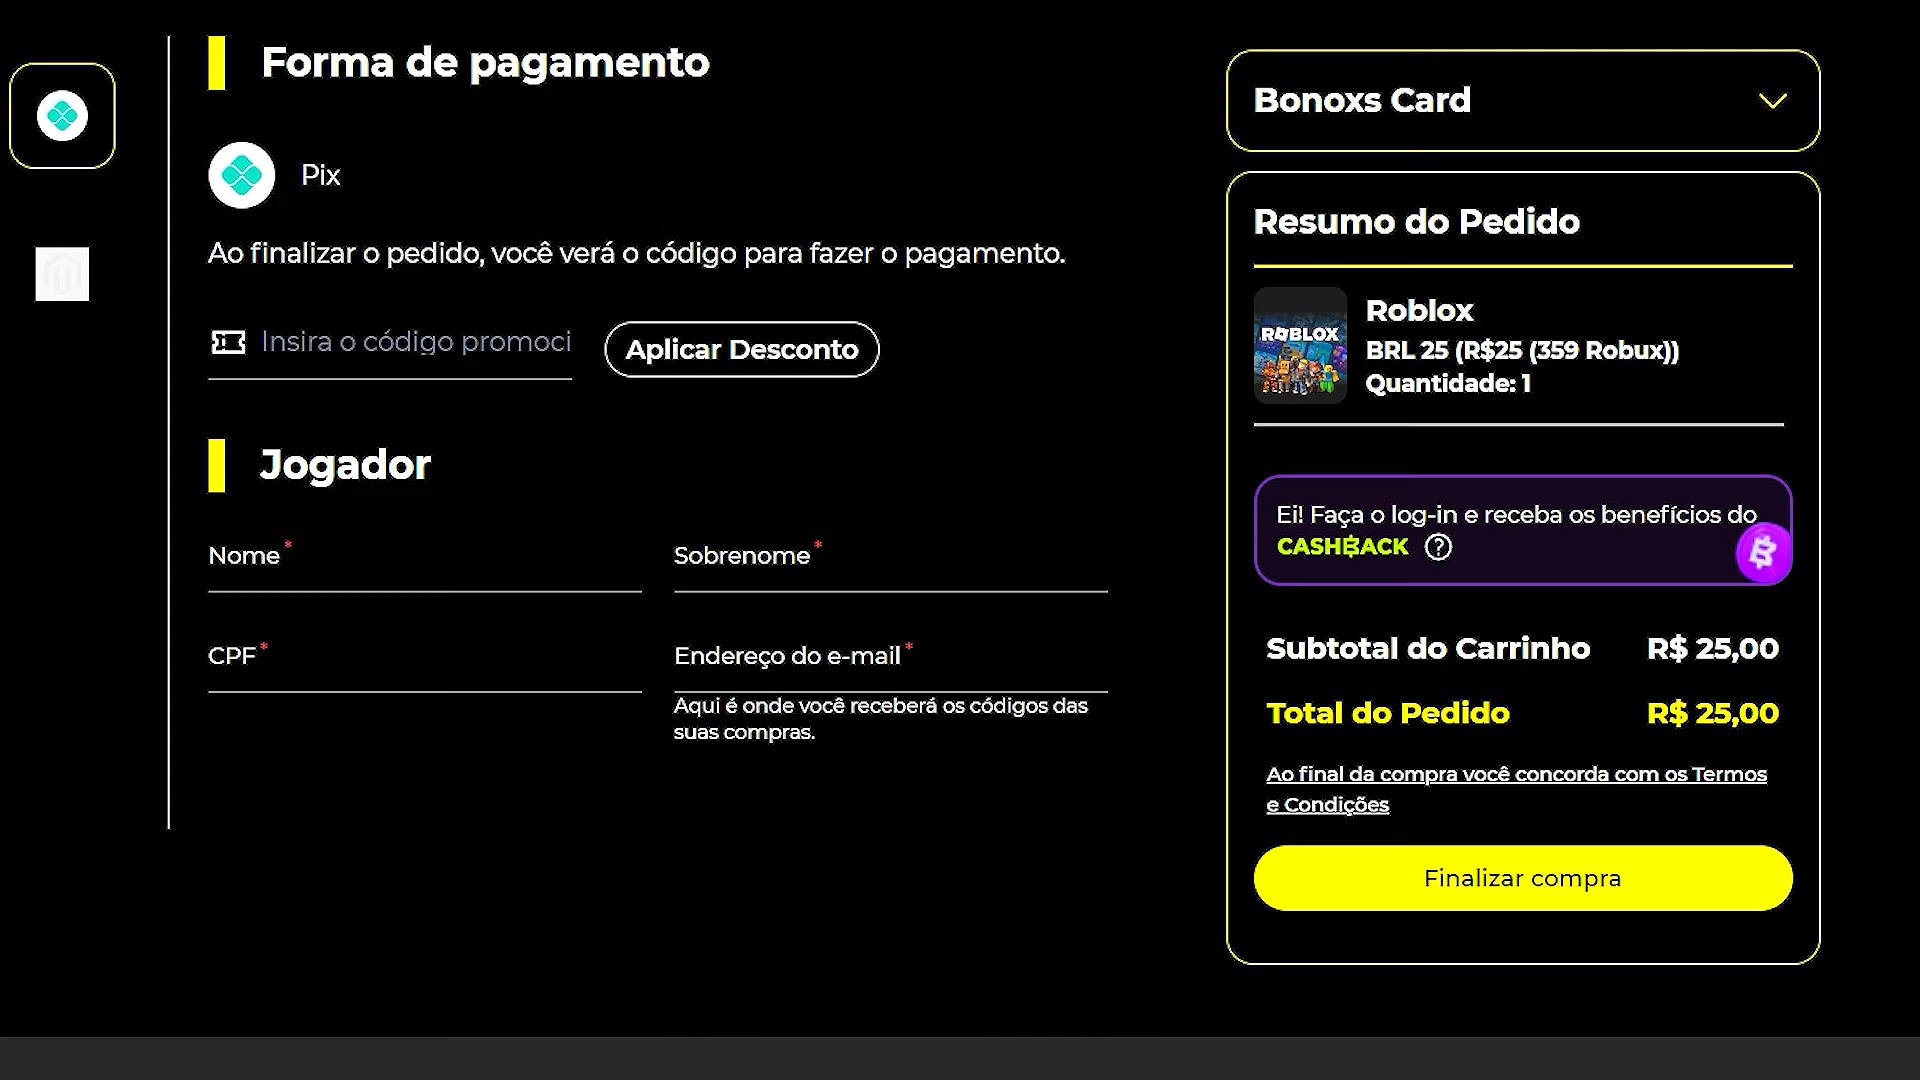 Forma de pagamento
Pix
Ao finalizar o pedido, você verá o código para fazer o pagamento.
Insira o código promoci
Aplicar Desconto
Jogador
Nome*
Sobrenome*
CPF*
Endereço do e-mail*
Aqui é onde você receberá os códigos das
suas compras.
Bonoxs Card
Resumo do Pedido
ROBLOX
Roblox
BRL 25 (R$25 (359 Robux))
Quantidade: 1
Ei! Faça o log-in e receba os benefícios do
CASH₿ACK ?
Subtotal do Carrinho R$ 25,00
Total do Pedido R$ 25,00
Ao final da compra você concorda com os Termos
e Condições
Finalizar compra